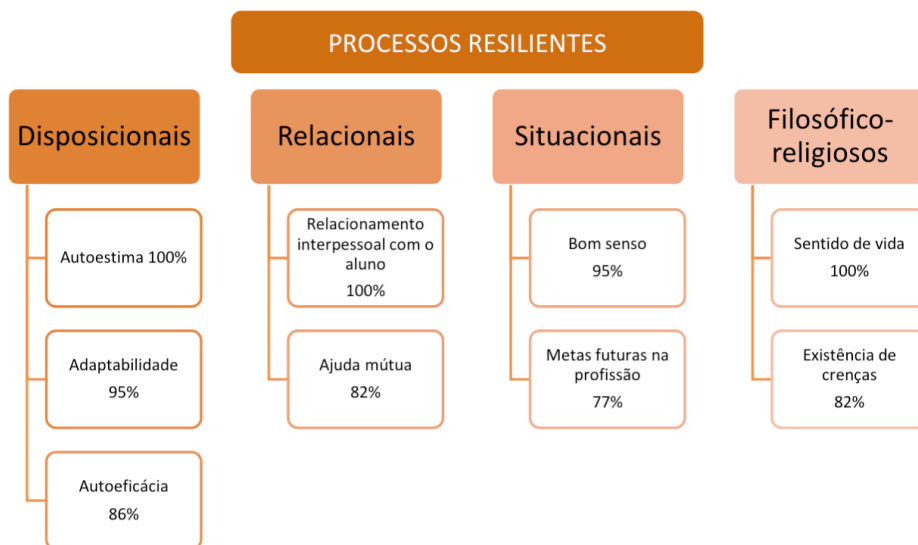 PROCESSOS RESILIENTES
Disposicionais
Autoestima 100%
Adaptabilidade
95%
Autoeficácia
86%
Relacionais
Relacionamento
interpessoal com o
aluno
100%
Ajuda mútua
82%
Situacionais
Bom senso
95%
Metas futuras na
profissão
77%
Filosófico-
religiosos
Sentido de vida
100%
Existência de
crenças
82%